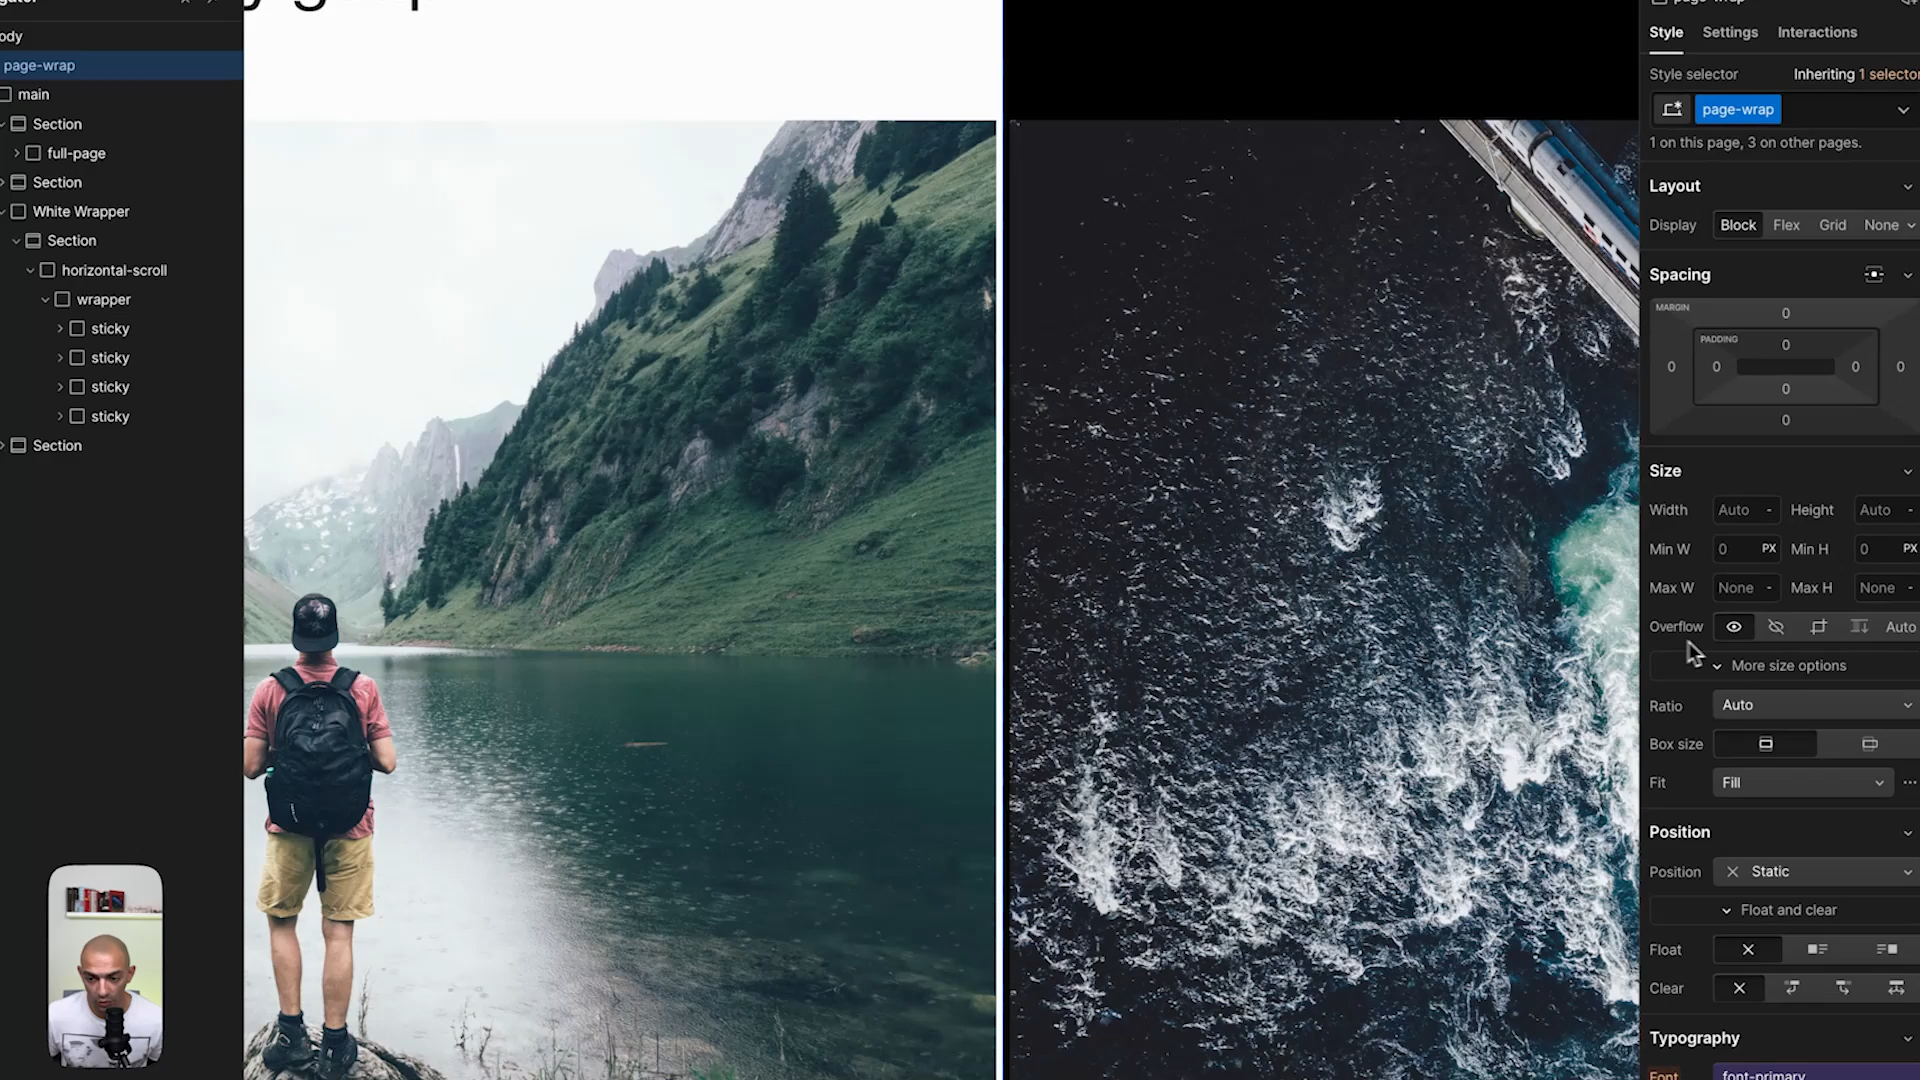 ody
page-wrap
main
Section
full-page
Section
White Wrapper
Section
horizontal-scroll
wrapper
sticky
sticky
sticky
sticky
Section
page-wrap
Style Settings Interactions
Style selector Inheriting 1 selector
page-wrap
1 on this page, 3 on other pages.
Layout
Display Block Flex Grid None
Spacing
MARGIN
0
PADDING
0
0 0 0 0
0
0
Size
Width Auto - Height Auto -
Min W 0 PX Min H 0 PX
Max W None - Max H None -
Overflow Auto
More size options
Ratio Auto
Box size
Fit Fill
Position
Position Static
Float and clear
Float
Clear
Typography
Font font-primary